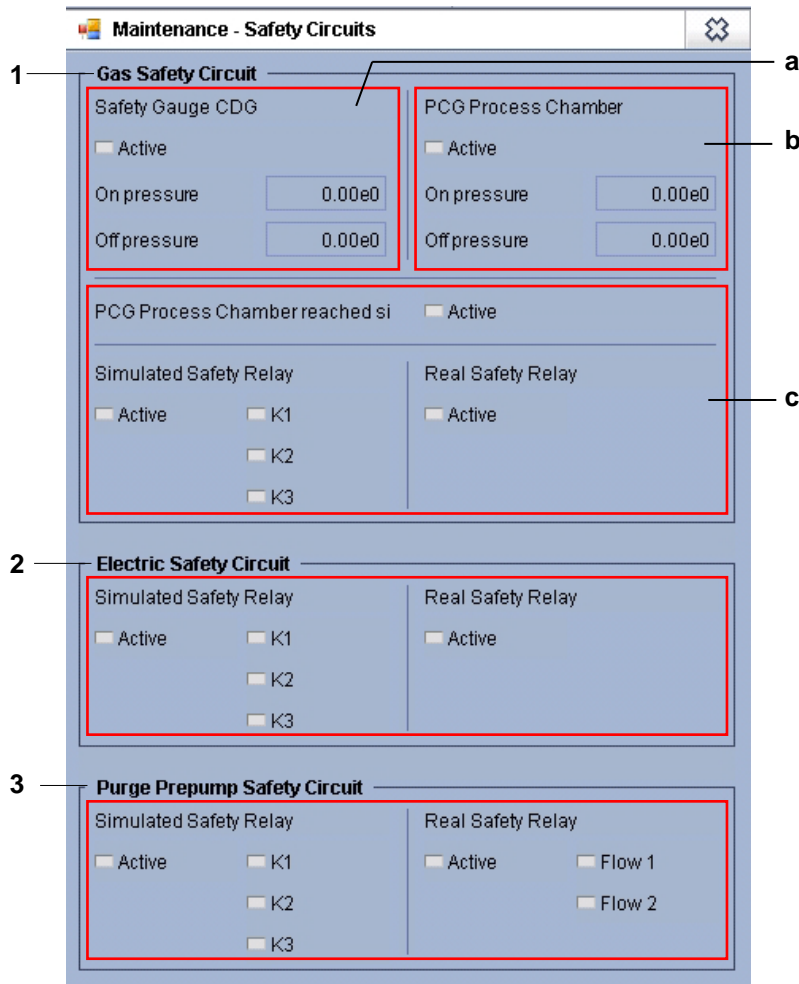 Maintenance - Safety Circuits
1 Gas Safety Circuit a
Safety Gauge CDG PCG Process Chamber
Active Active b
On pressure 0.00e0 On pressure 0.00e0
Off pressure 0.00e0 Off pressure 0.00e0
PCG Process Chamber reached si Active
Simulated Safety Relay Real Safety Relay
Active K1 Active c
K2
K3
2 Electric Safety Circuit
Simulated Safety Relay Real Safety Relay
Active K1 Active
K2
K3
3 Purge Prepump Safety Circuit
Simulated Safety Relay Real Safety Relay
Active K1 Active Flow 1
K2 Flow 2
K3